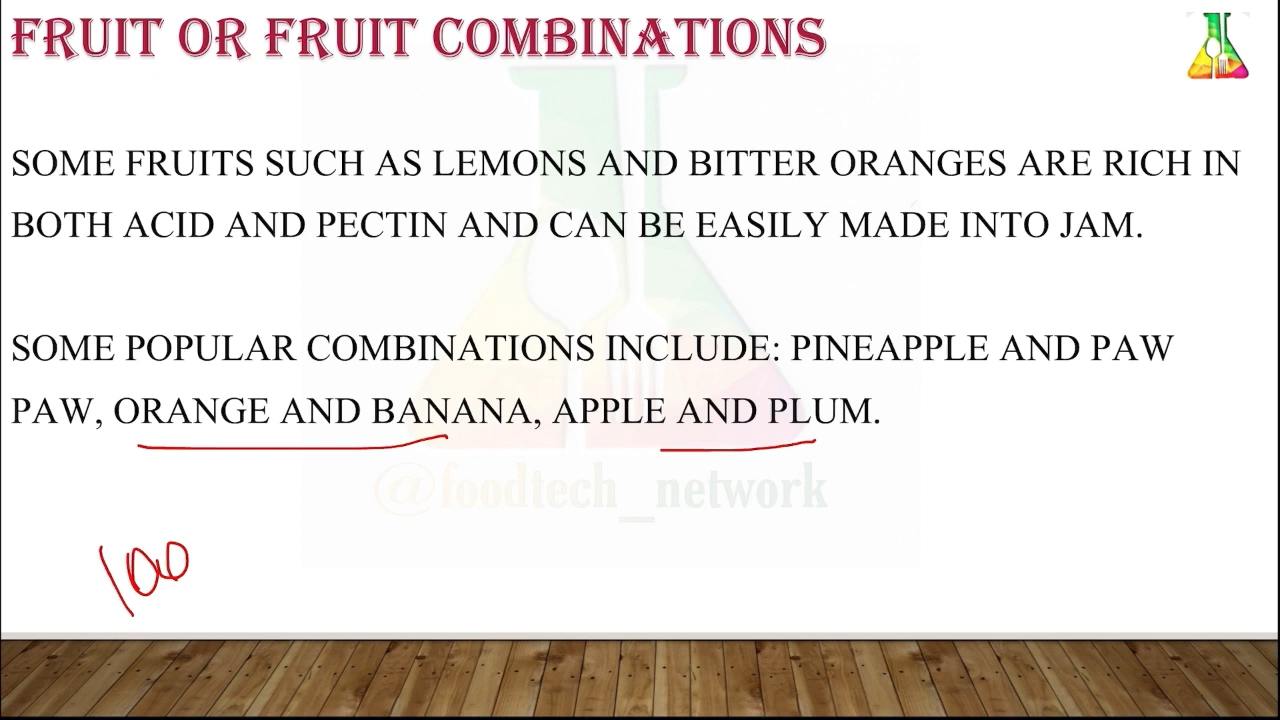 FRUIT OR FRUIT COMBINATIONS
SOME FRUITS SUCH AS LEMONS AND BITTER ORANGES ARE RICH IN
BOTH ACID AND PECTIN AND CAN BE EASILY MADE INTO JAM.
SOME POPULAR COMBINATIONS INCLUDE: PINEAPPLE AND PAW
PAW, ORANGE AND BANANA, APPLE AND PLUM.
@foodtech_network
100